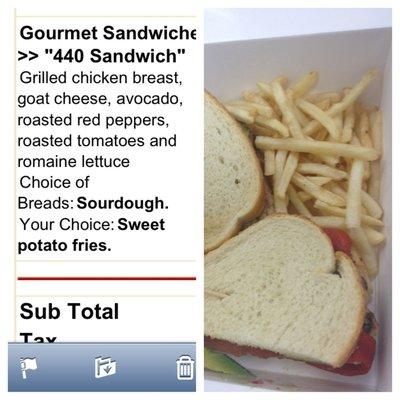 Gourmet Sandwiche
>> "440 Sandwich"
Grilled chicken breast,
goat cheese, avocado,
roasted red peppers,
roasted tomatoes and
romaine lettuce
Choice of
Breads: Sourdough.
Your Choice: Sweet
potato fries.
Sub Total
Tax